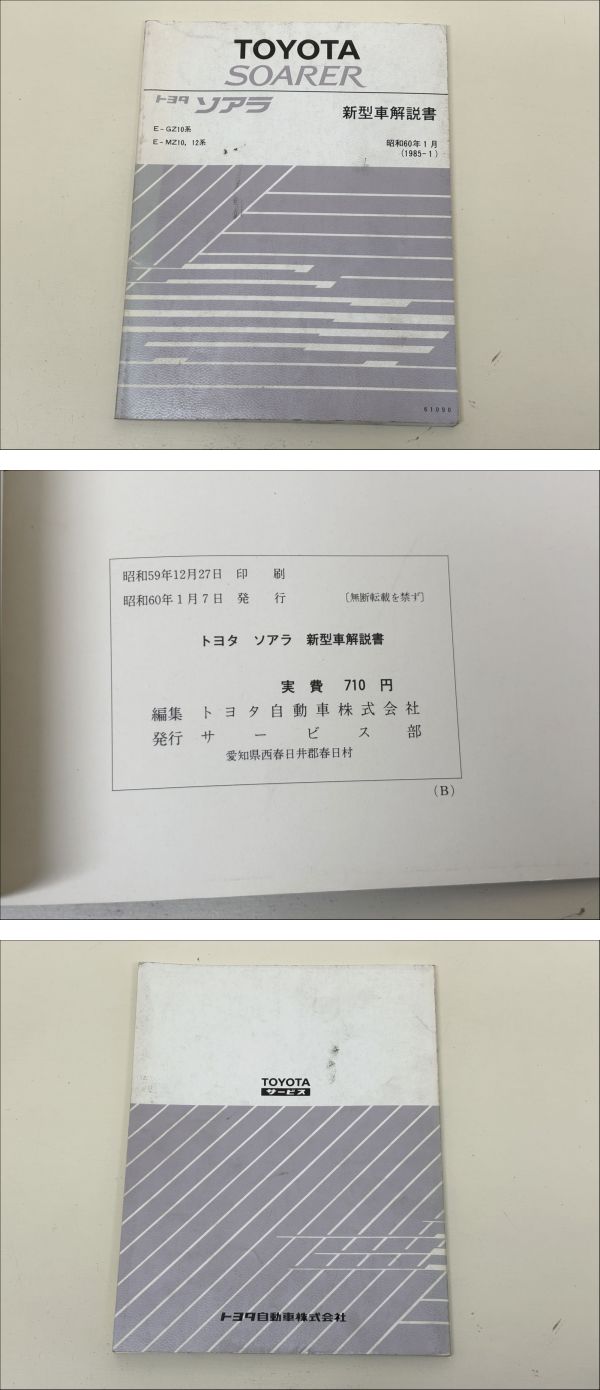 TOYOTA
SOARER
トヨタ ソアラ
新型車解説書
E-GZ10系
E-MZ10, 12系
昭和60年1月
(1985-1)
61090
昭和59年12月27日 印 刷
昭和60年1月7日 発 行 〔無断転載を禁ず〕
トヨタ ソアラ 新型車解説書
実 費 710 円
編集 トヨタ自動車株式会社
発行 サービス部
愛知県西春日井郡春日村
(B)
TOYOTA
サービス
トヨタ自動車株式会社